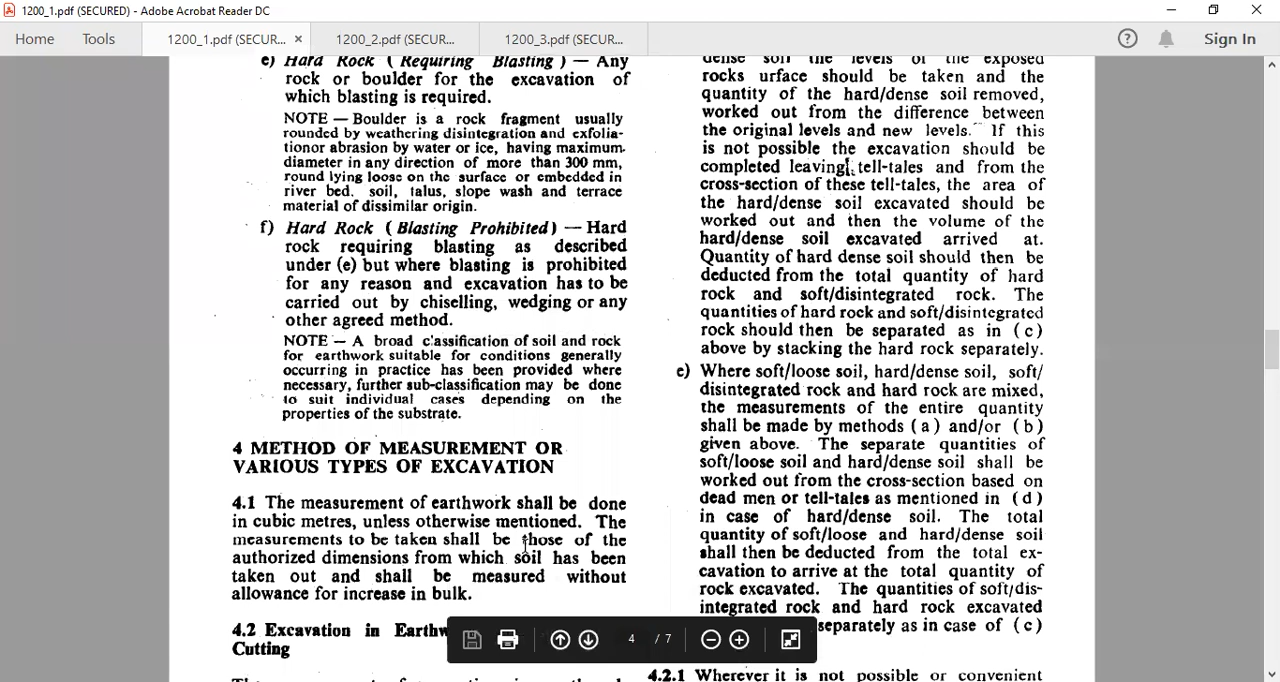 1200_1.pdf (SECURED) - Adobe Acrobat Reader DC
Home
Tools
1200_1.pdf (SECUR...
1200_2.pdf (SECUR...
1200_3.pdf (SECUR...
Sign In
e) Hard Rock ( Requiring Blasting ) — Any
rock or boulder for the excavation of
which blasting is required.
NOTE — Boulder is a rock fragment usually
rounded by weathering disintegration and exfolia-
tionor abrasion by water or ice, having maximum
diameter in any direction of more than 300 mm,
round lying loose on the surface or embedded in
river bed. soil, talus, slope wash and terrace
material of dissimilar origin.
f) Hard Rock ( Blasting Prohibited ) — Hard
rock requiring blasting as described
under (e) but where blasting is prohibited
for any reason and excavation has to be
carried out by chiselling, wedging or any
other agreed method.
NOTE — A broad classification of soil and rock
for earthwork suitable for conditions generally
occurring in practice has been provided where
necessary, further sub-classification may be done
to suit individual cases depending on the
properties of the substrate.
4 METHOD OF MEASUREMENT OR
VARIOUS TYPES OF EXCAVATION
4.1 The measurement of earthwork shall be done
in cubic metres, unless otherwise mentioned. The
measurements to be taken shall be those of the
authorized dimensions from which soil has been
taken out and shall be measured without
allowance for increase in bulk.
4.2 Excavation in Earthw
Cutting
dense soil the levels of the exposed
rocks urface should be taken and the
quantity of the hard/dense soil removed,
worked out from the difference between
the original levels and new levels. If this
is not possible the excavation should be
completed leaving tell-tales and from the
cross-section of these tell-tales, the area of
the hard/dense soil excavated should be
worked out and then the volume of the
hard/dense soil excavated arrived at.
Quantity of hard dense soil should then be
deducted from the total quantity of hard
rock and soft/disintegrated rock. The
quantities of hard rock and soft/disintegrated
rock should then be separated as in (c)
above by stacking the hard rock separately.
e) Where soft/loose soil, hard/dense soil, soft/
disintegrated rock and hard rock are mixed,
the measurements of the entire quantity
shall be made by methods (a) and/or (b)
given above. The separate quantities of
soft/loose soil and hard/dense soil shall be
worked out from the cross-section based on
dead men or tell-tales as mentioned in (d)
in case of hard/dense soil. The total
quantity of soft/loose and hard/dense soil
shall then be deducted from the total ex-
cavation to arrive at the total quantity of
rock excavated. The quantities of soft/dis-
integrated rock and hard rock excavated
separately as in case of (c)
4.2.1 Wherever it is not possible or convenient
4 / 7